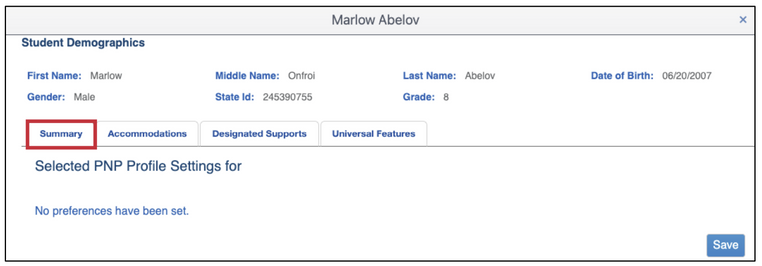 Marlow Abelov ×
Student Demographics
First Name: Marlow Middle Name: Onfroi Last Name: Abelov Date of Birth: 06/20/2007
Gender: Male State Id: 245390755 Grade: 8
Summary Accommodations Designated Supports Universal Features
Selected PNP Profile Settings for
No preferences have been set.
Save